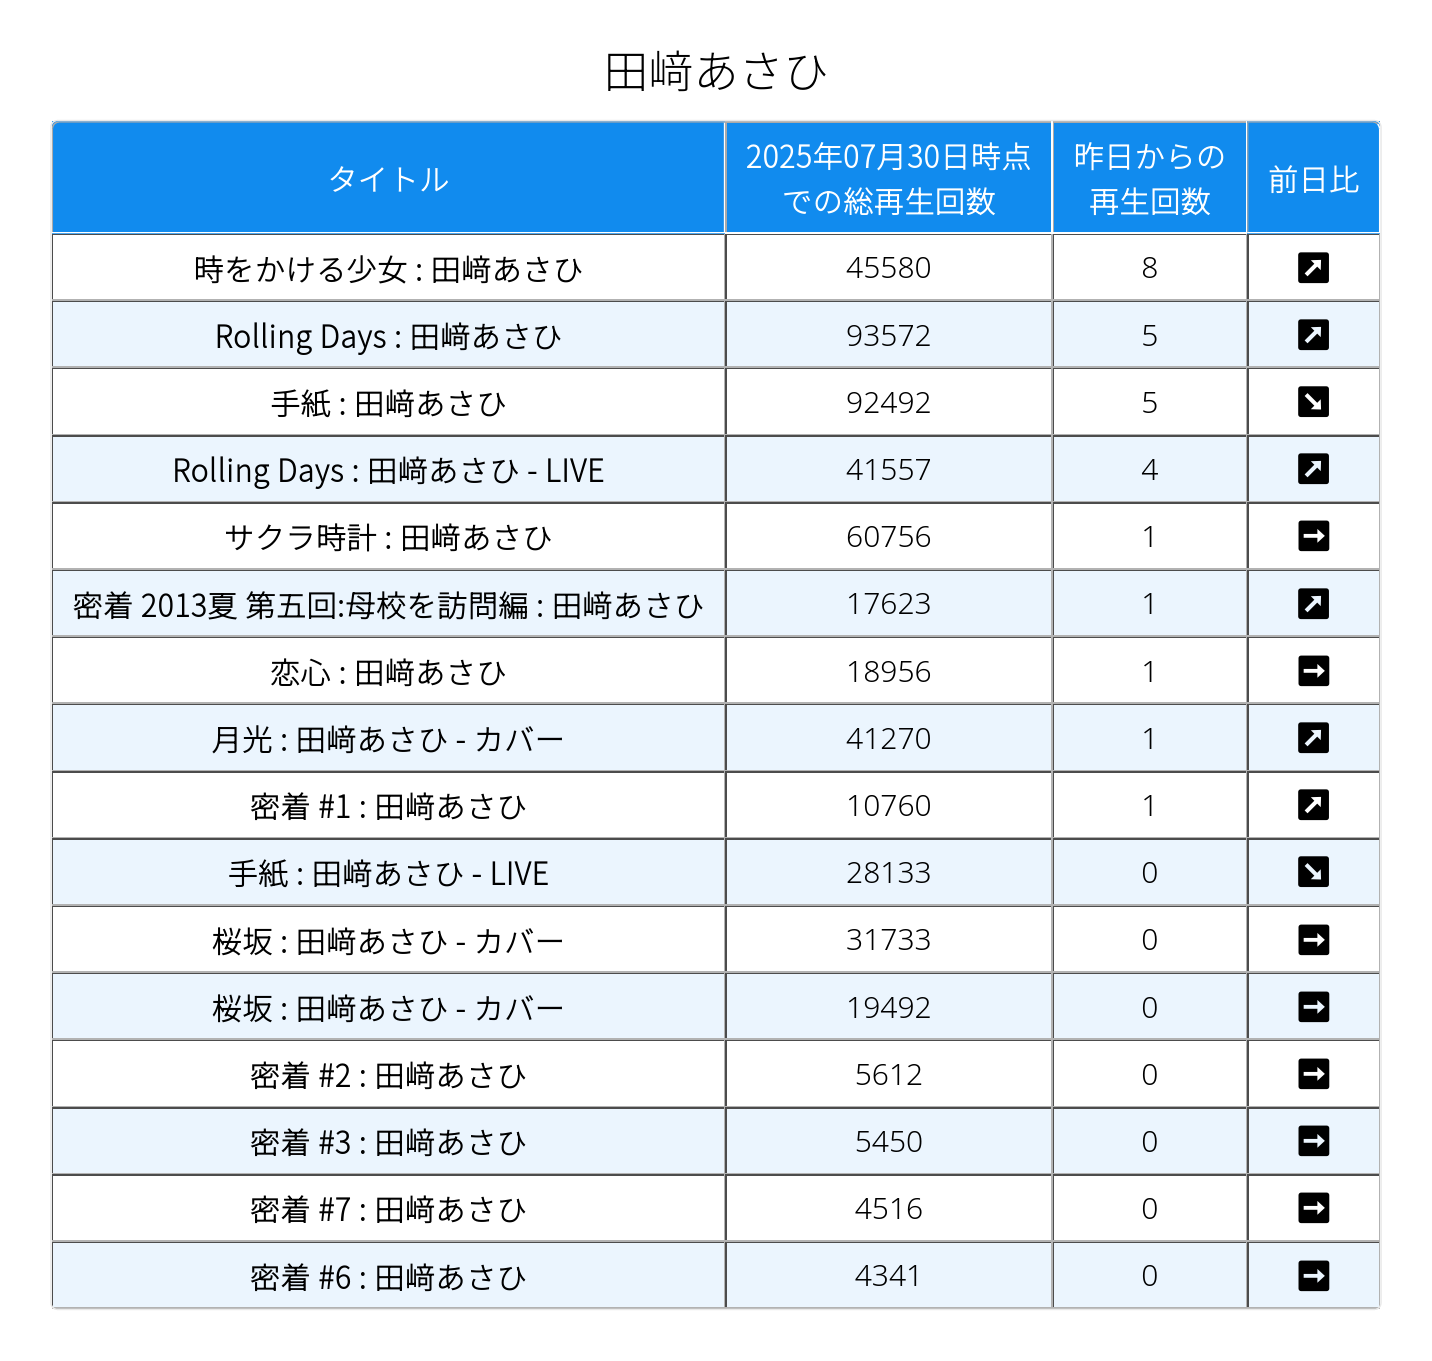 田﨑あさひ
タイトル
2025年07月30日時点
での総再生回数
昨日からの
再生回数
前日比
時をかける少女 : 田﨑あさひ 45580 8
Rolling Days : 田﨑あさひ 93572 5
手紙 : 田﨑あさひ 92492 5
Rolling Days : 田﨑あさひ - LIVE 41557 4
サクラ時計 : 田﨑あさひ 60756 1
密着 2013夏 第五回:母校を訪問編 : 田﨑あさひ 17623 1
恋心 : 田﨑あさひ 18956 1
月光 : 田﨑あさひ - カバー 41270 1
密着 #1 : 田﨑あさひ 10760 1
手紙 : 田﨑あさひ - LIVE 28133 0
桜坂 : 田﨑あさひ - カバー 31733 0
桜坂 : 田﨑あさひ - カバー 19492 0
密着 #2 : 田﨑あさひ 5612 0
密着 #3 : 田﨑あさひ 5450 0
密着 #7 : 田﨑あさひ 4516 0
密着 #6 : 田﨑あさひ 4341 0